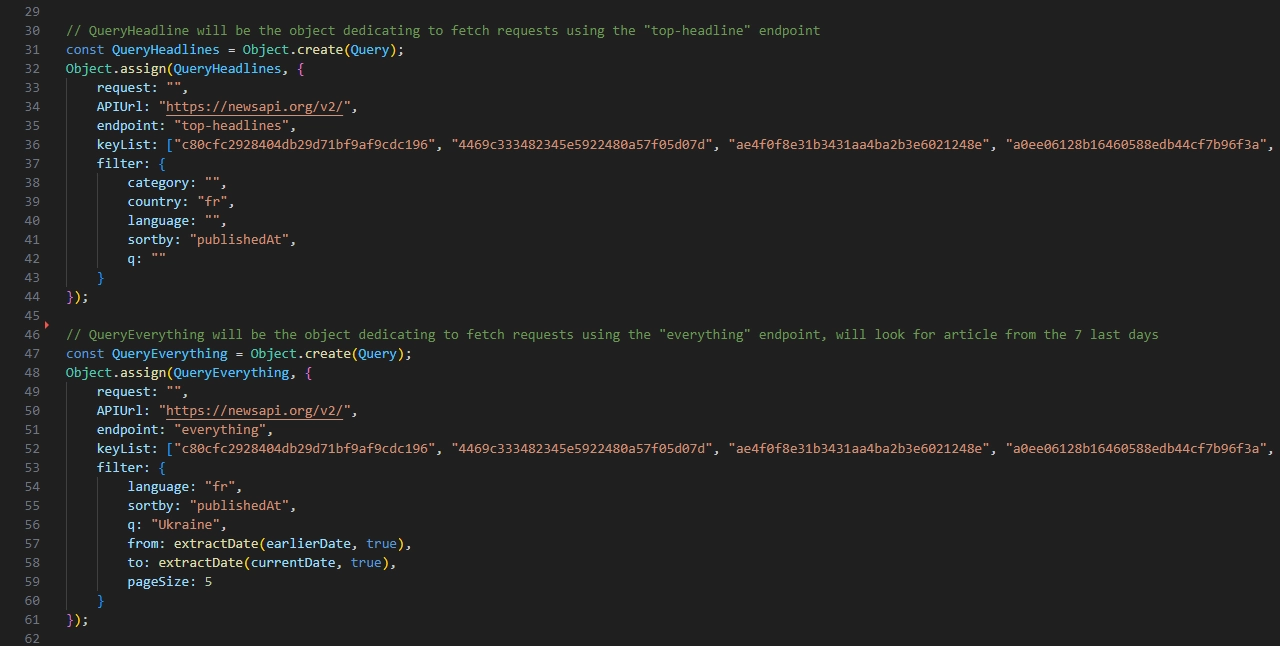 29
30 // QueryHeadline will be the object dedicating to fetch requests using the "top-headline" endpoint
31 const QueryHeadlines = Object.create(Query);
32 Object.assign(QueryHeadlines, {
33 request: "",
34 APIUrl: "https://newsapi.org/v2/",
35 endpoint: "top-headlines",
36 keyList: ["c80cfc2928404db29d71bf9af9cdc196", "4469c333482345e5922480a57f05d07d", "ae4f0f8e31b3431aa4ba2b3e6021248e", "a0ee06128b16460588edb44cf7b96f3a",
37 filter: {
38 category: "",
39 country: "fr",
40 language: "",
41 sortby: "publishedAt",
42 q: ""
43 }
44 });
45
46 // QueryEverything will be the object dedicating to fetch requests using the "everything" endpoint, will look for article from the 7 last days
47 const QueryEverything = Object.create(Query);
48 Object.assign(QueryEverything, {
49 request: "",
50 APIUrl: "https://newsapi.org/v2/",
51 endpoint: "everything",
52 keyList: ["c80cfc2928404db29d71bf9af9cdc196", "4469c333482345e5922480a57f05d07d", "ae4f0f8e31b3431aa4ba2b3e6021248e", "a0ee06128b16460588edb44cf7b96f3a",
53 filter: {
54 language: "fr",
55 sortby: "publishedAt",
56 q: "Ukraine",
57 from: extractDate(earlierDate, true),
58 to: extractDate(currentDate, true),
59 pageSize: 5
60 }
61 });
62